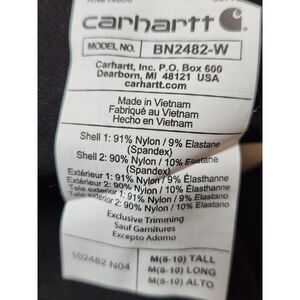 carhartt
MODEL NO. BN2482-W
Carhartt, Inc. P.O. Box 600
Dearborn, MI 48121 USA
carhartt.com
Made in Vietnam
Fabriqué au Vietnam
Hecho en Vietnam
Shell 1: 91% Nylon / 9% Elastane
(Spandex)
Shell 2: 90% Nylon / 10% Elastane
(Spandex)
Extérieur 1: 91% Nylon / 9% Élasthanne
Extérieur 2: 90% Nylon / 10% Élasthanne
Tela exterior 1: 91% Nylon / 9% Elastano
Tela exterior 2: 90% Nylon / 10% Elastano
Exclusive Trimming
Sauf Garnitures
Excepto Adorno
102482 N04
M(8-10) TALL
M(8-10) LONG
M(8-10) ALTO